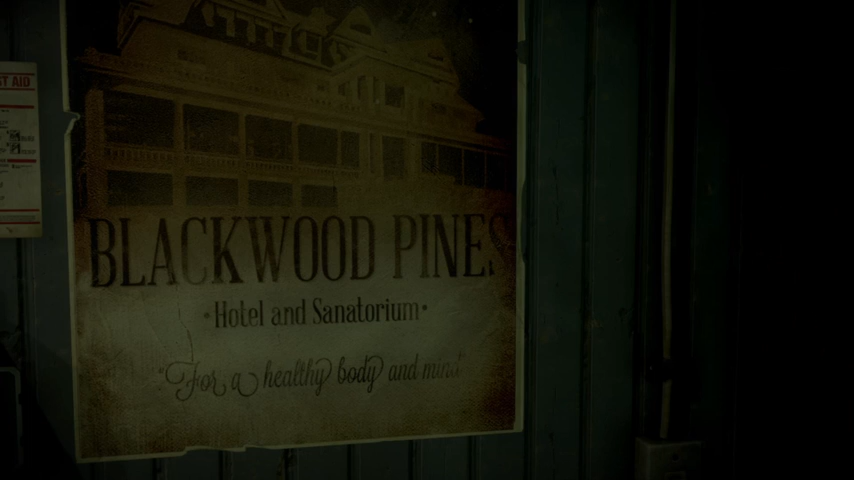 ST AID
BLACKWOOD PINES
•Hotel and Sanatorium•
"For a healthy body and mind"